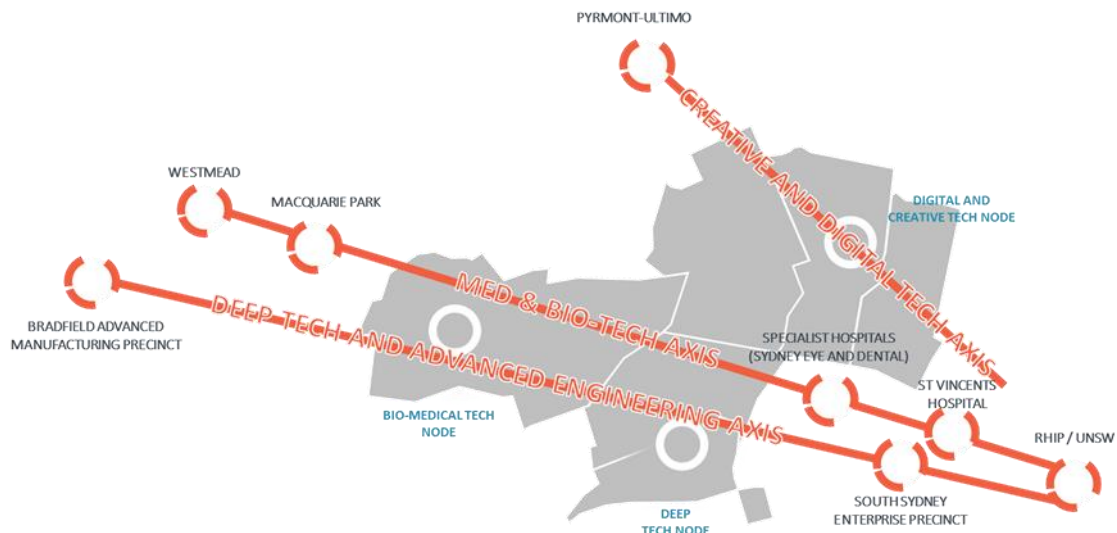 PYRMONT-ULTIMO
CREATIVE AND DIGITAL TECH AXIS
WESTMEAD
MACQUARIE PARK
DIGITAL AND
CREATIVE TECH NODE
MED & BIO-TECH AXIS
DEEP TECH AND ADVANCED ENGINEERING AXIS
BRADFIELD ADVANCED
MANUFACTURING PRECINCT
SPECIALIST HOSPITALS
(SYDNEY EYE AND DENTAL)
ST VINCENTS
HOSPITAL
BIO-MEDICAL TECH
NODE
RHIP / UNSW
SOUTH SYDNEY
ENTERPRISE PRECINCT
DEEP
TECH NODE